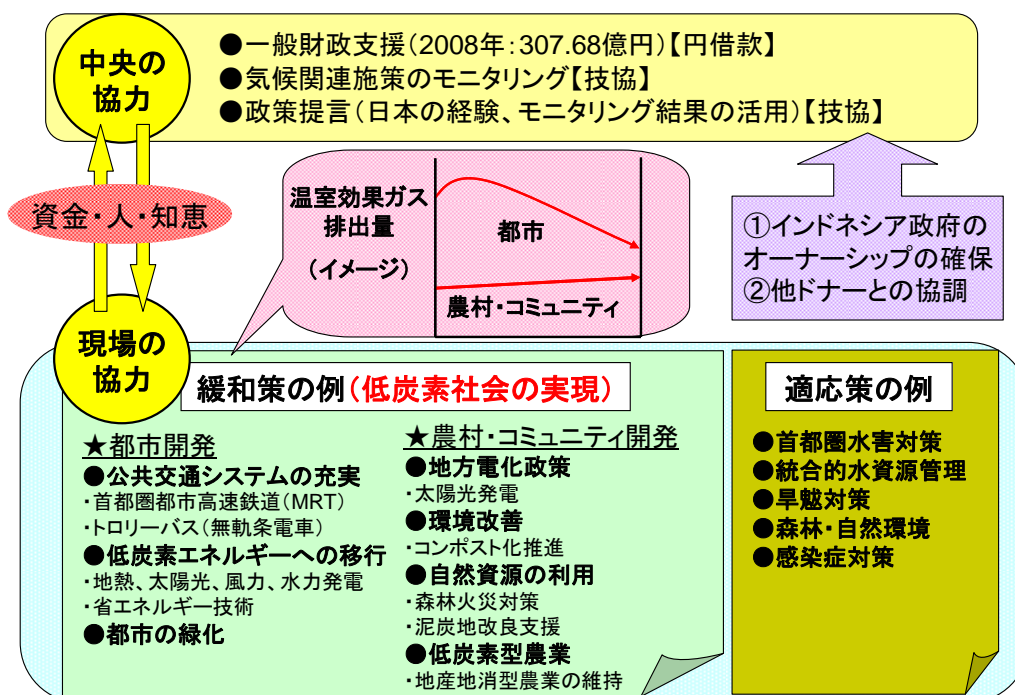 中央の
協力
●一般財政支援(2008年:307.68億円)【円借款】
●気候関連施策のモニタリング【技協】
●政策提言(日本の経験、モニタリング結果の活用)【技協】
資金・人・知恵
温室効果ガス
排出量
(イメージ)
都市
農村・コミュニティ
①インドネシア政府の
オーナーシップの確保
②他ドナーとの協調
現場の
協力
緩和策の例(低炭素社会の実現)
★都市開発
●公共交通システムの充実
・首都圏都市高速鉄道(MRT)
・トロリーバス(無軌条電車)
●低炭素エネルギーへの移行
・地熱、太陽光、風力、水力発電
・省エネルギー技術
●都市の緑化
★農村・コミュニティ開発
●地方電化政策
・太陽光発電
●環境改善
・コンポスト化推進
●自然資源の利用
・森林火災対策
・泥炭地改良支援
●低炭素型農業
・地産地消型農業の維持
適応策の例
●首都圏水害対策
●統合的水資源管理
●旱魃対策
●森林・自然環境
●感染症対策